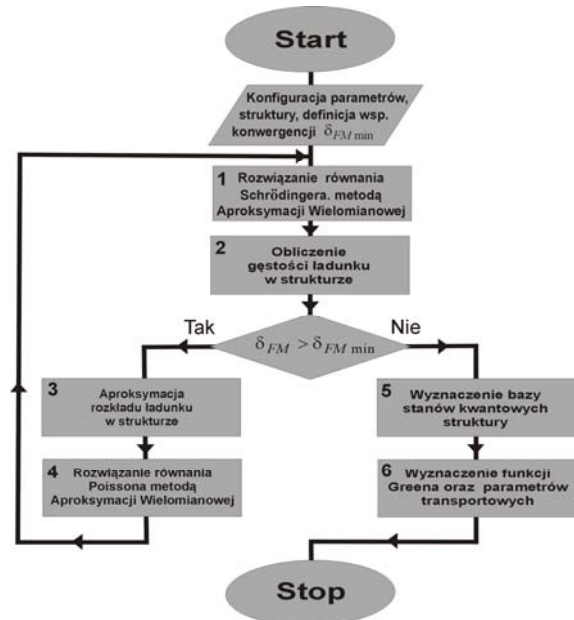 Start
Konfiguracja parametrów,
struktury, definicja wsp.
konwergencji δFM min
1 Rozwiązanie równania
Schrödingera. metodą
Aproksymacji Wielomianowej
2 Obliczenie
gęstości ładunku
w strukturze
Tak
δFM > δFM min
Nie
3 Aproksymacja
rozkładu ładunku
w strukturze
4 Rozwiązanie równania
Poissona metodą
Aproksymacji Wielomianowej
5 Wyznaczenie bazy
stanów kwantowych
struktury
6 Wyznaczenie funkcji
Greena oraz parametrów
transportowych
Stop